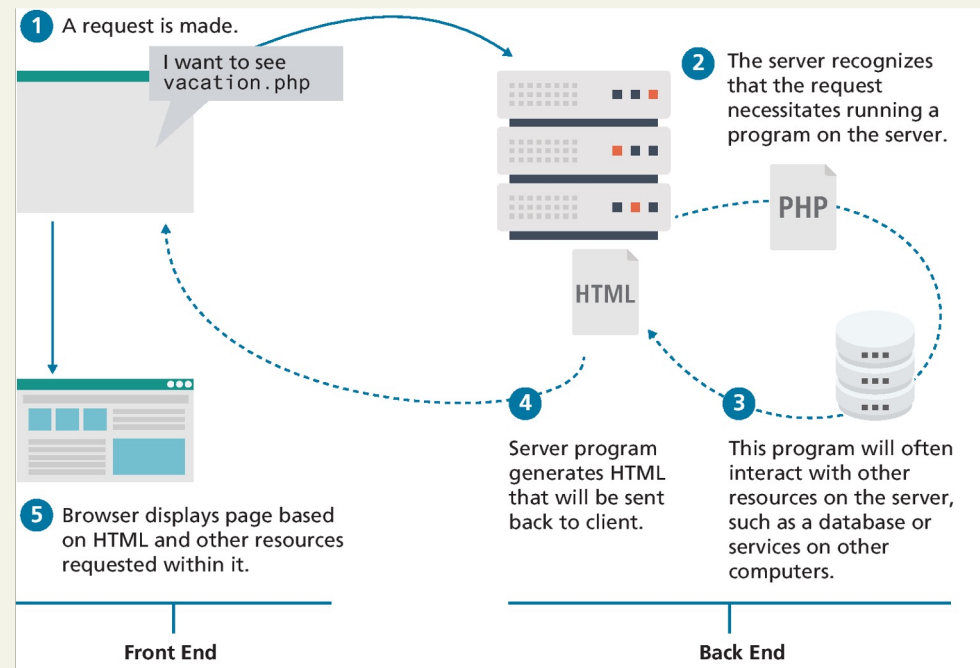 1 A request is made.
I want to see
vacation.php
2 The server recognizes
that the request
necessitates running a
program on the server.
PHP
HTML
3
This program will often
interact with other
resources on the server,
such as a database or
services on other
computers.
4
Server program
generates HTML
that will be sent
back to client.
5 Browser displays page based
on HTML and other resources
requested within it.
Front End
Back End